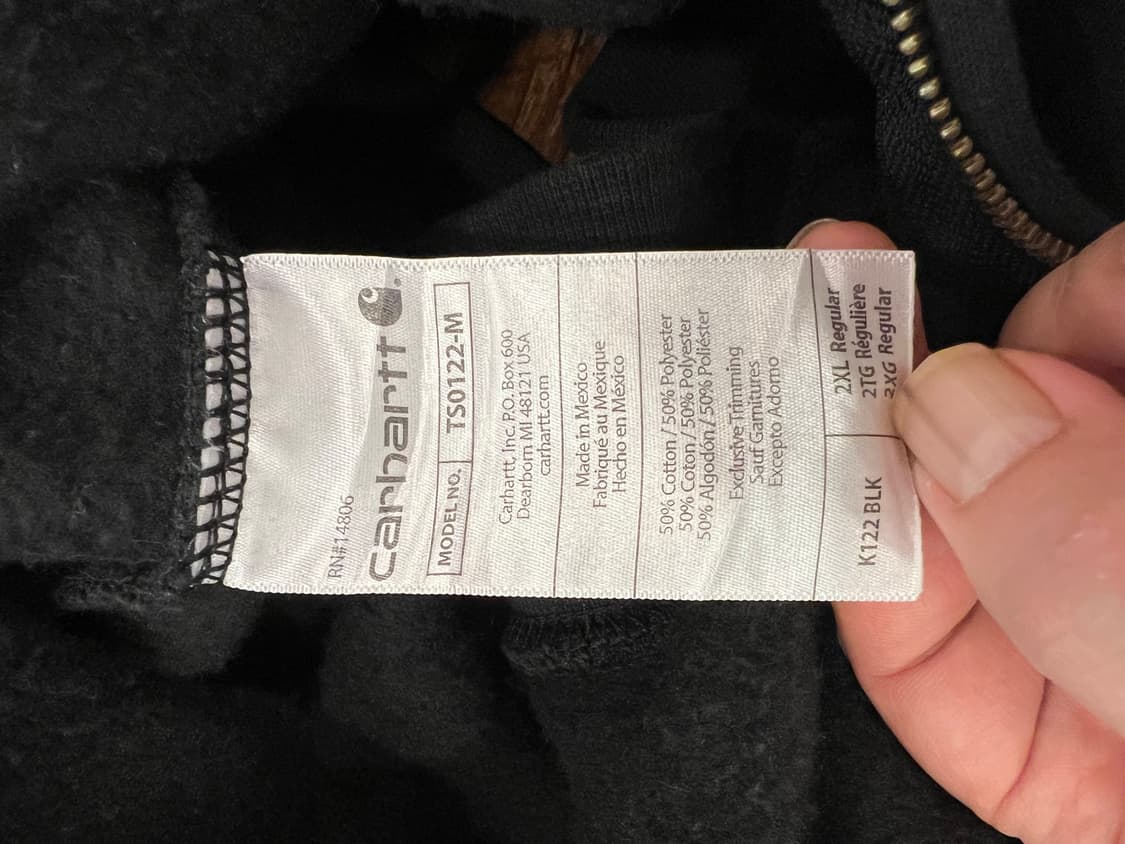 RN#14806
carhartt
MODEL NO. TS0122-M
Carhartt, Inc. P.O. Box 600
Dearborn MI 48121 USA
carhartt.com
Made in Mexico
Fabriqué au Mexique
Hecho en México
50% Cotton / 50% Polyester
50% Coton / 50% Polyester
50% Algodon / 50% Poliéster
Exclusive Trimming
Sauf Garnitures
Excepto Adorno
K122 BLK
2XL Regular
2TG Régulière
2XG Regular